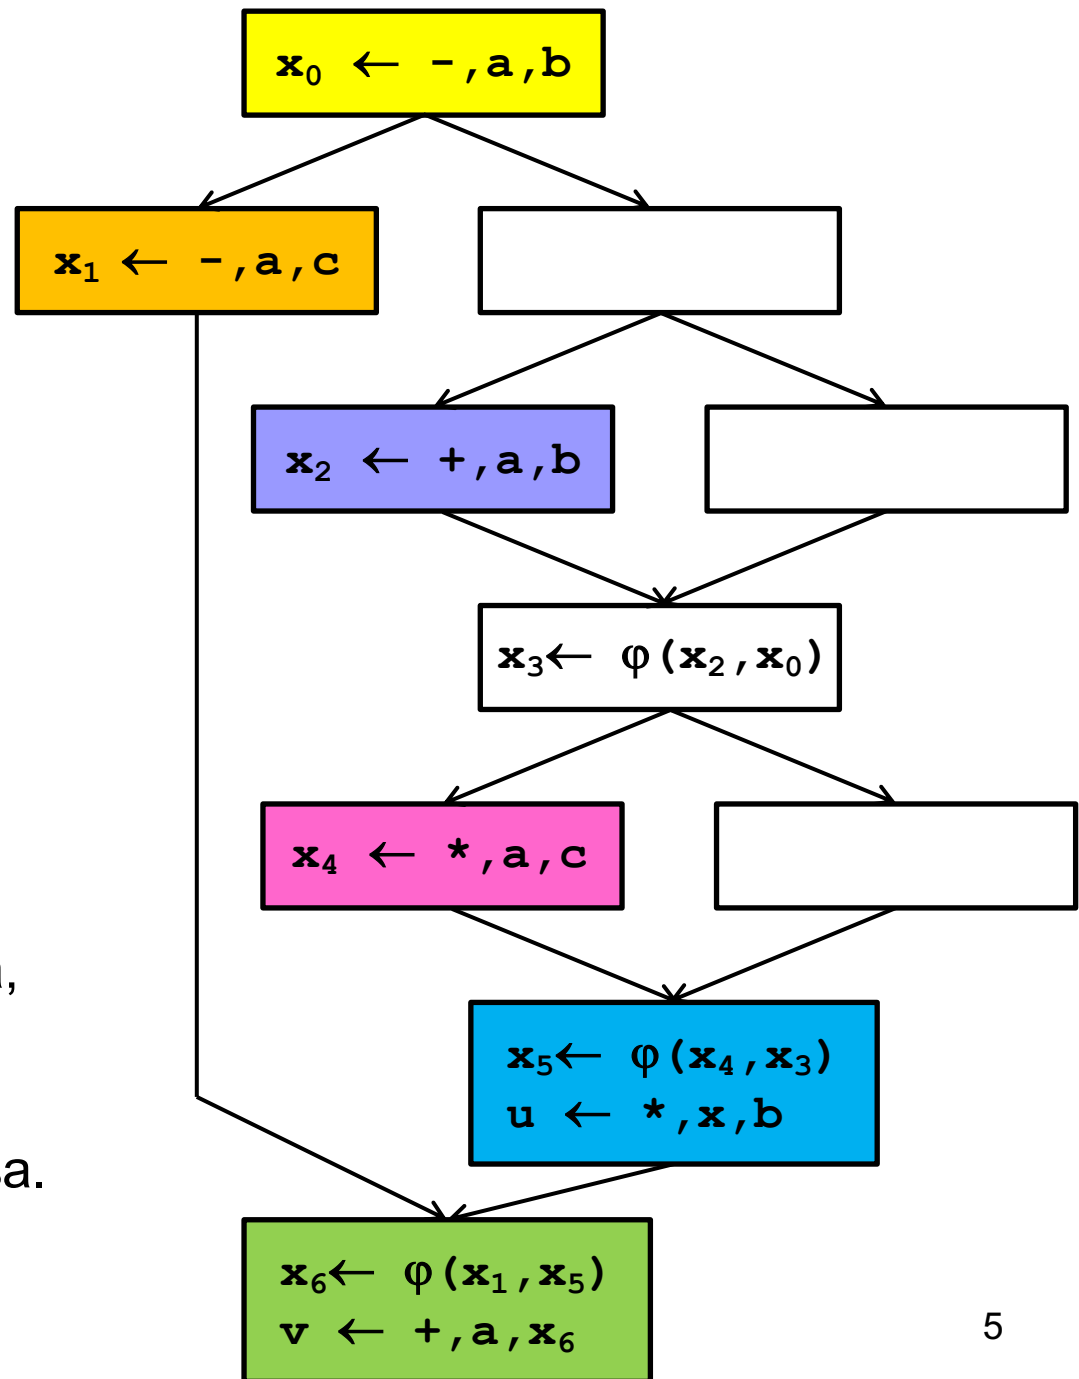 x₀ ← -,a,b
x₁ ← -,a,c
x₂ ← +,a,b
x₃← φ(x₂,x₀)
x₄ ← *,a,c
x₅← φ(x₄,x₃)
u ← *,x,b
x₆← φ(x₁,x₅)
v ← +,a,x₆
5